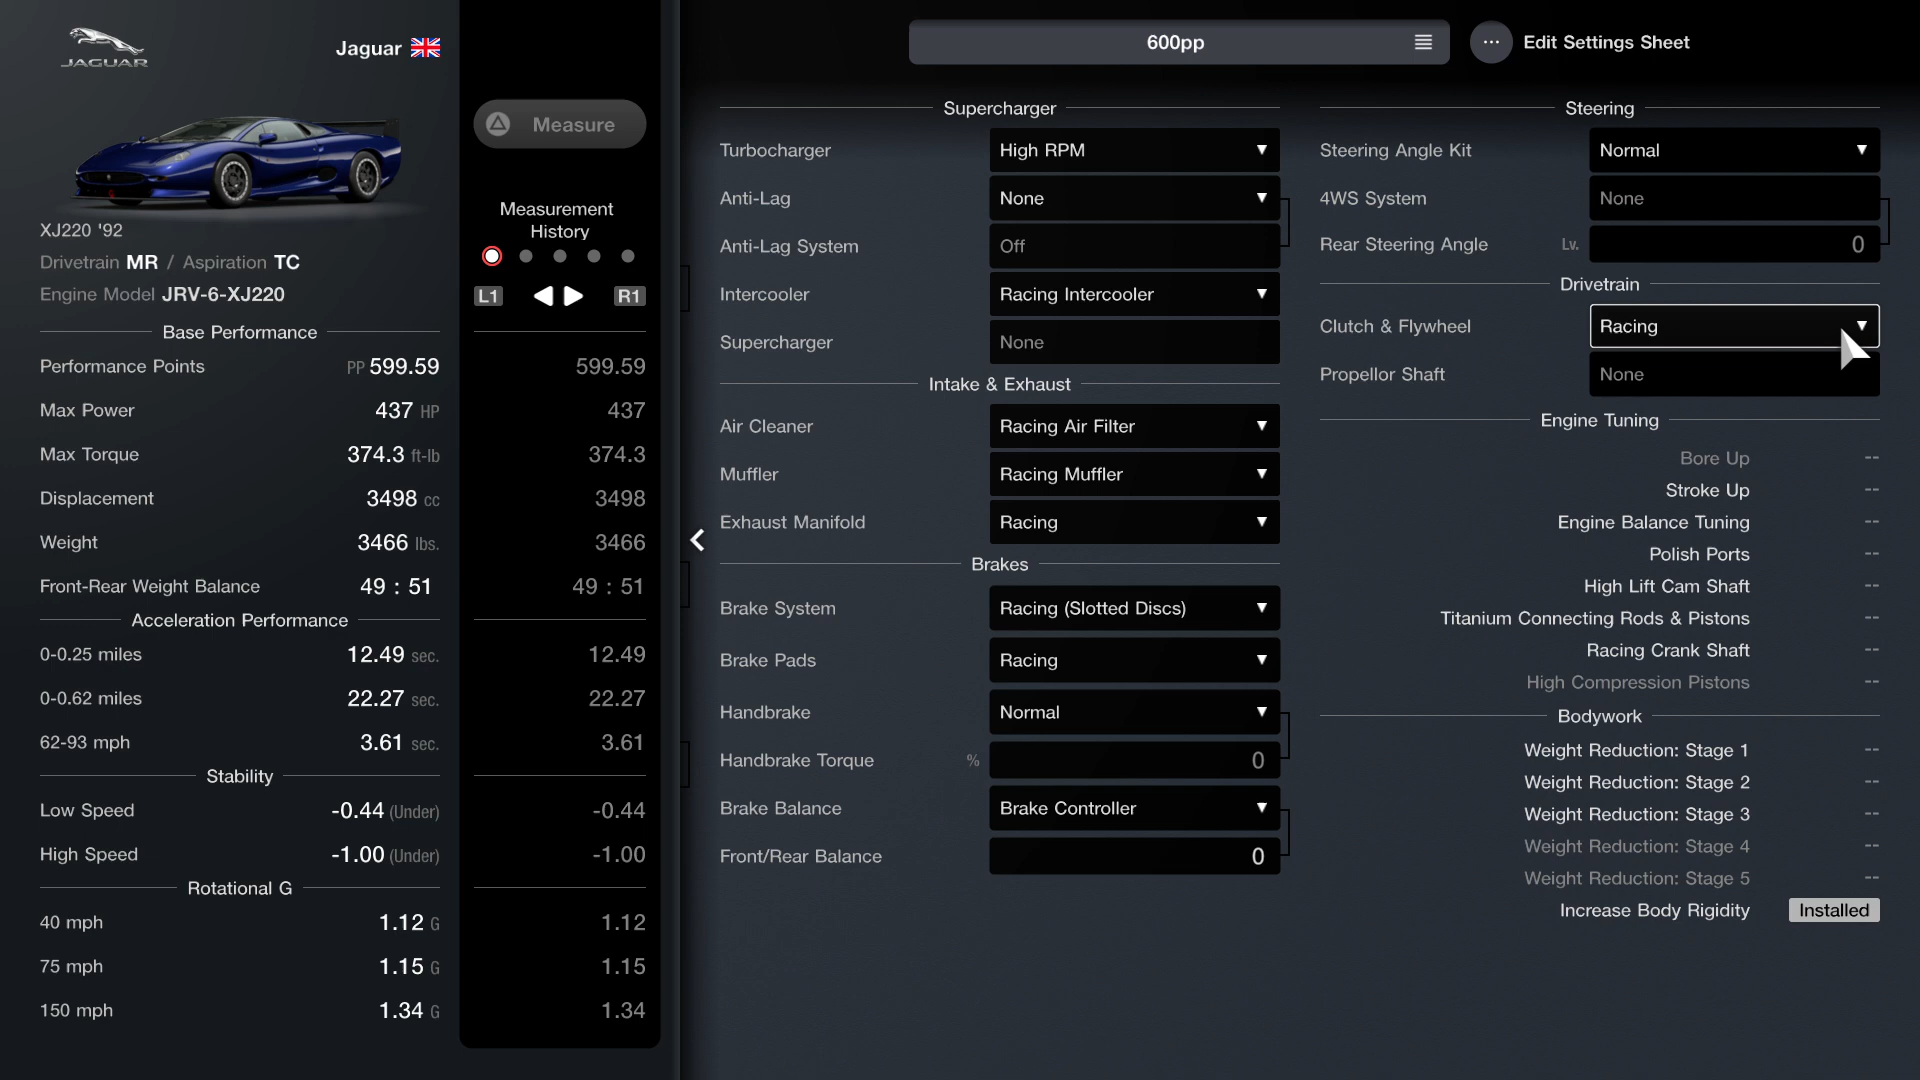 JAGUAR
Jaguar
XJ220 '92
Drivetrain MR / Aspiration TC
Engine Model JRV-6-XJ220
Base Performance
Performance Points PP 599.59
Max Power 437 HP
Max Torque 374.3 ft-lb
Displacement 3498 cc
Weight 3466 lbs.
Front-Rear Weight Balance 49 : 51
Acceleration Performance
0-0.25 miles 12.49 sec.
0-0.62 miles 22.27 sec.
62-93 mph 3.61 sec.
Stability
Low Speed -0.44 (Under)
High Speed -1.00 (Under)
Rotational G
40 mph 1.12 G
75 mph 1.15 G
150 mph 1.34 G
Measure
Measurement
History
L1 R1
599.59
437
374.3
3498
3466
49 : 51
12.49
22.27
3.61
-0.44
-1.00
1.12
1.15
1.34
600pp
Edit Settings Sheet
Supercharger
Turbocharger High RPM
Anti-Lag None
Anti-Lag System Off
Intercooler Racing Intercooler
Supercharger None
Intake & Exhaust
Air Cleaner Racing Air Filter
Muffler Racing Muffler
Exhaust Manifold Racing
Brakes
Brake System Racing (Slotted Discs)
Brake Pads Racing
Handbrake Normal
Handbrake Torque % 0
Brake Balance Brake Controller
Front/Rear Balance 0
Steering
Steering Angle Kit Normal
4WS System None
Rear Steering Angle Lv. 0
Drivetrain
Clutch & Flywheel Racing
Propellor Shaft None
Engine Tuning
Bore Up --
Stroke Up --
Engine Balance Tuning --
Polish Ports --
High Lift Cam Shaft --
Titanium Connecting Rods & Pistons --
Racing Crank Shaft --
High Compression Pistons --
Bodywork
Weight Reduction: Stage 1 --
Weight Reduction: Stage 2 --
Weight Reduction: Stage 3 --
Weight Reduction: Stage 4 --
Weight Reduction: Stage 5 --
Increase Body Rigidity Installed